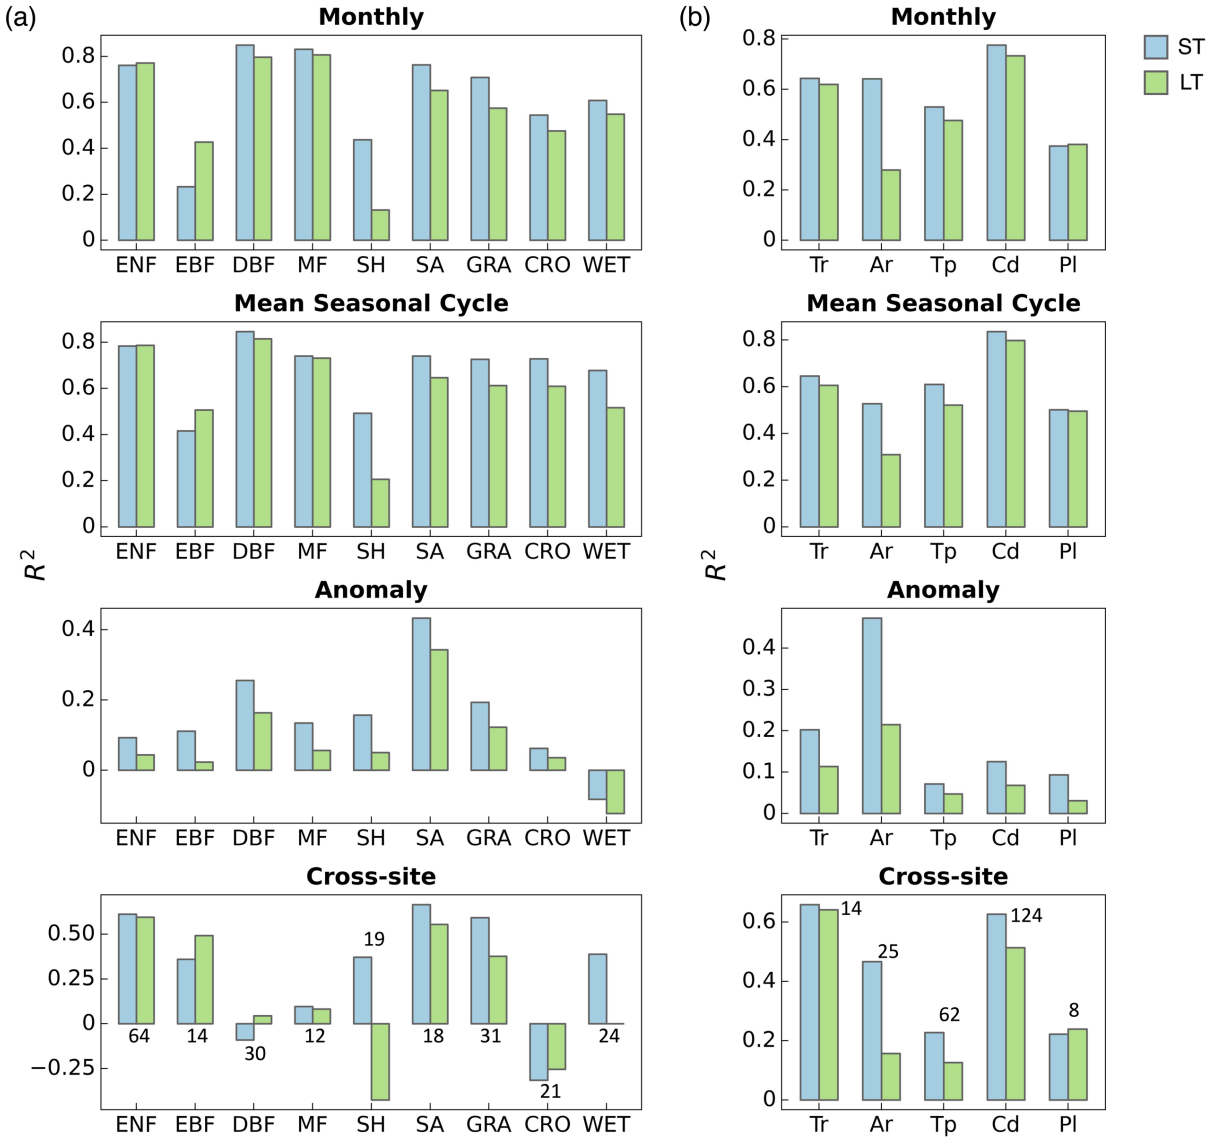 (a)
Monthly
0.8
0.6
0.4
0.2
0
ENF EBF DBF MF SH SA GRA CRO WET
Mean Seasonal Cycle
0.8
0.6
0.4
0.2
0
ENF EBF DBF MF SH SA GRA CRO WET
R²
Anomaly
0.4
0.2
0
ENF EBF DBF MF SH SA GRA CRO WET
Cross-site
0.50
0.25
0
−0.25
64 14 30 12 19 18 31 21 24
ENF EBF DBF MF SH SA GRA CRO WET
(b)
Monthly
0.8
0.6
0.4
0.2
0
Tr Ar Tp Cd Pl
Mean Seasonal Cycle
0.8
0.6
0.4
0.2
0
Tr Ar Tp Cd Pl
R²
Anomaly
0.4
0.3
0.2
0.1
0
Tr Ar Tp Cd Pl
Cross-site
0.6
0.4
0.2
0
14 25 62 124 8
Tr Ar Tp Cd Pl
ST
LT